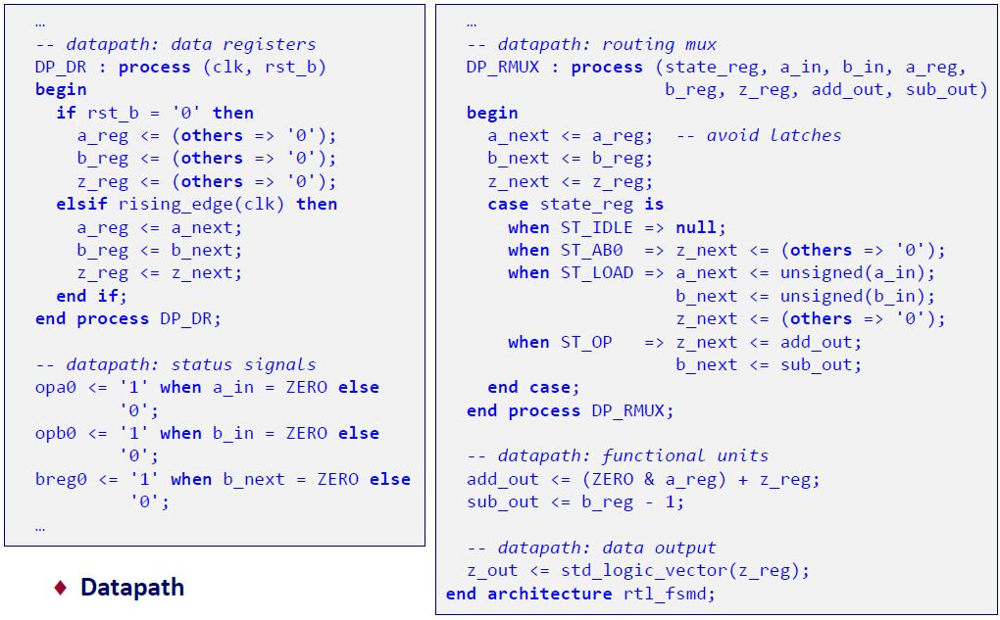 …
-- datapath: data registers
DP_DR : process (clk, rst_b)
begin
if rst_b = '0' then
a_reg <= (others => '0');
b_reg <= (others => '0');
z_reg <= (others => '0');
elsif rising_edge(clk) then
a_reg <= a_next;
b_reg <= b_next;
z_reg <= z_next;
end if;
end process DP_DR;
-- datapath: status signals
opa0 <= '1' when a_in = ZERO else
'0';
opb0 <= '1' when b_in = ZERO else
'0';
breg0 <= '1' when b_next = ZERO else
'0';
…
♦ Datapath
…
-- datapath: routing mux
DP_RMUX : process (state_reg, a_in, b_in, a_reg,
b_reg, z_reg, add_out, sub_out)
begin
a_next <= a_reg; -- avoid latches
b_next <= b_reg;
z_next <= z_reg;
case state_reg is
when ST_IDLE => null;
when ST_AB0 => z_next <= (others => '0');
when ST_LOAD => a_next <= unsigned(a_in);
b_next <= unsigned(b_in);
z_next <= (others => '0');
when ST_OP => z_next <= add_out;
b_next <= sub_out;
end case;
end process DP_RMUX;
-- datapath: functional units
add_out <= (ZERO & a_reg) + z_reg;
sub_out <= b_reg - 1;
-- datapath: data output
z_out <= std_logic_vector(z_reg);
end architecture rtl_fsmd;